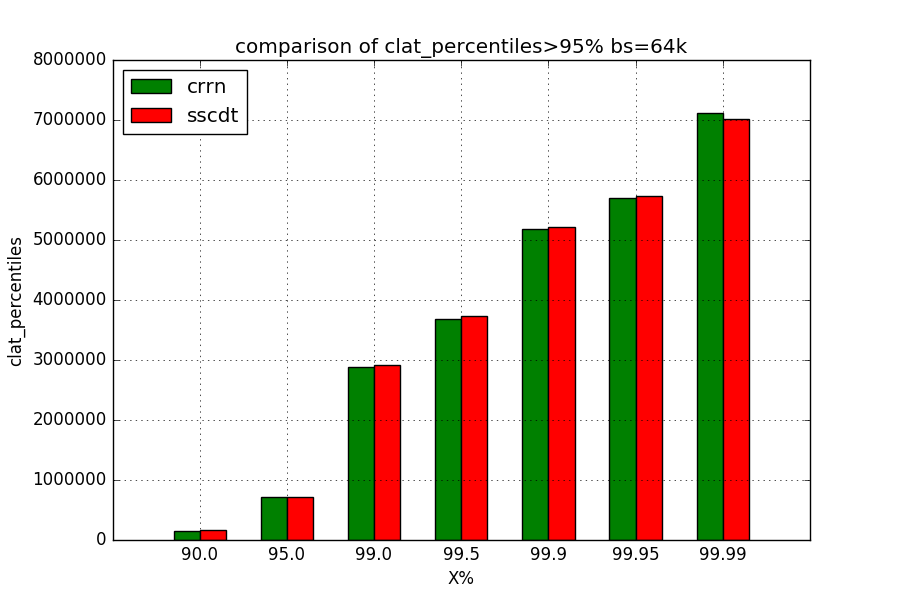 comparison of clat_percentiles>95% bs=64k
8000000
7000000
6000000
5000000
4000000
3000000
2000000
1000000
0
clat_percentiles
crrn
sscdt
90.0 95.0 99.0 99.5 99.9 99.95 99.99
X%